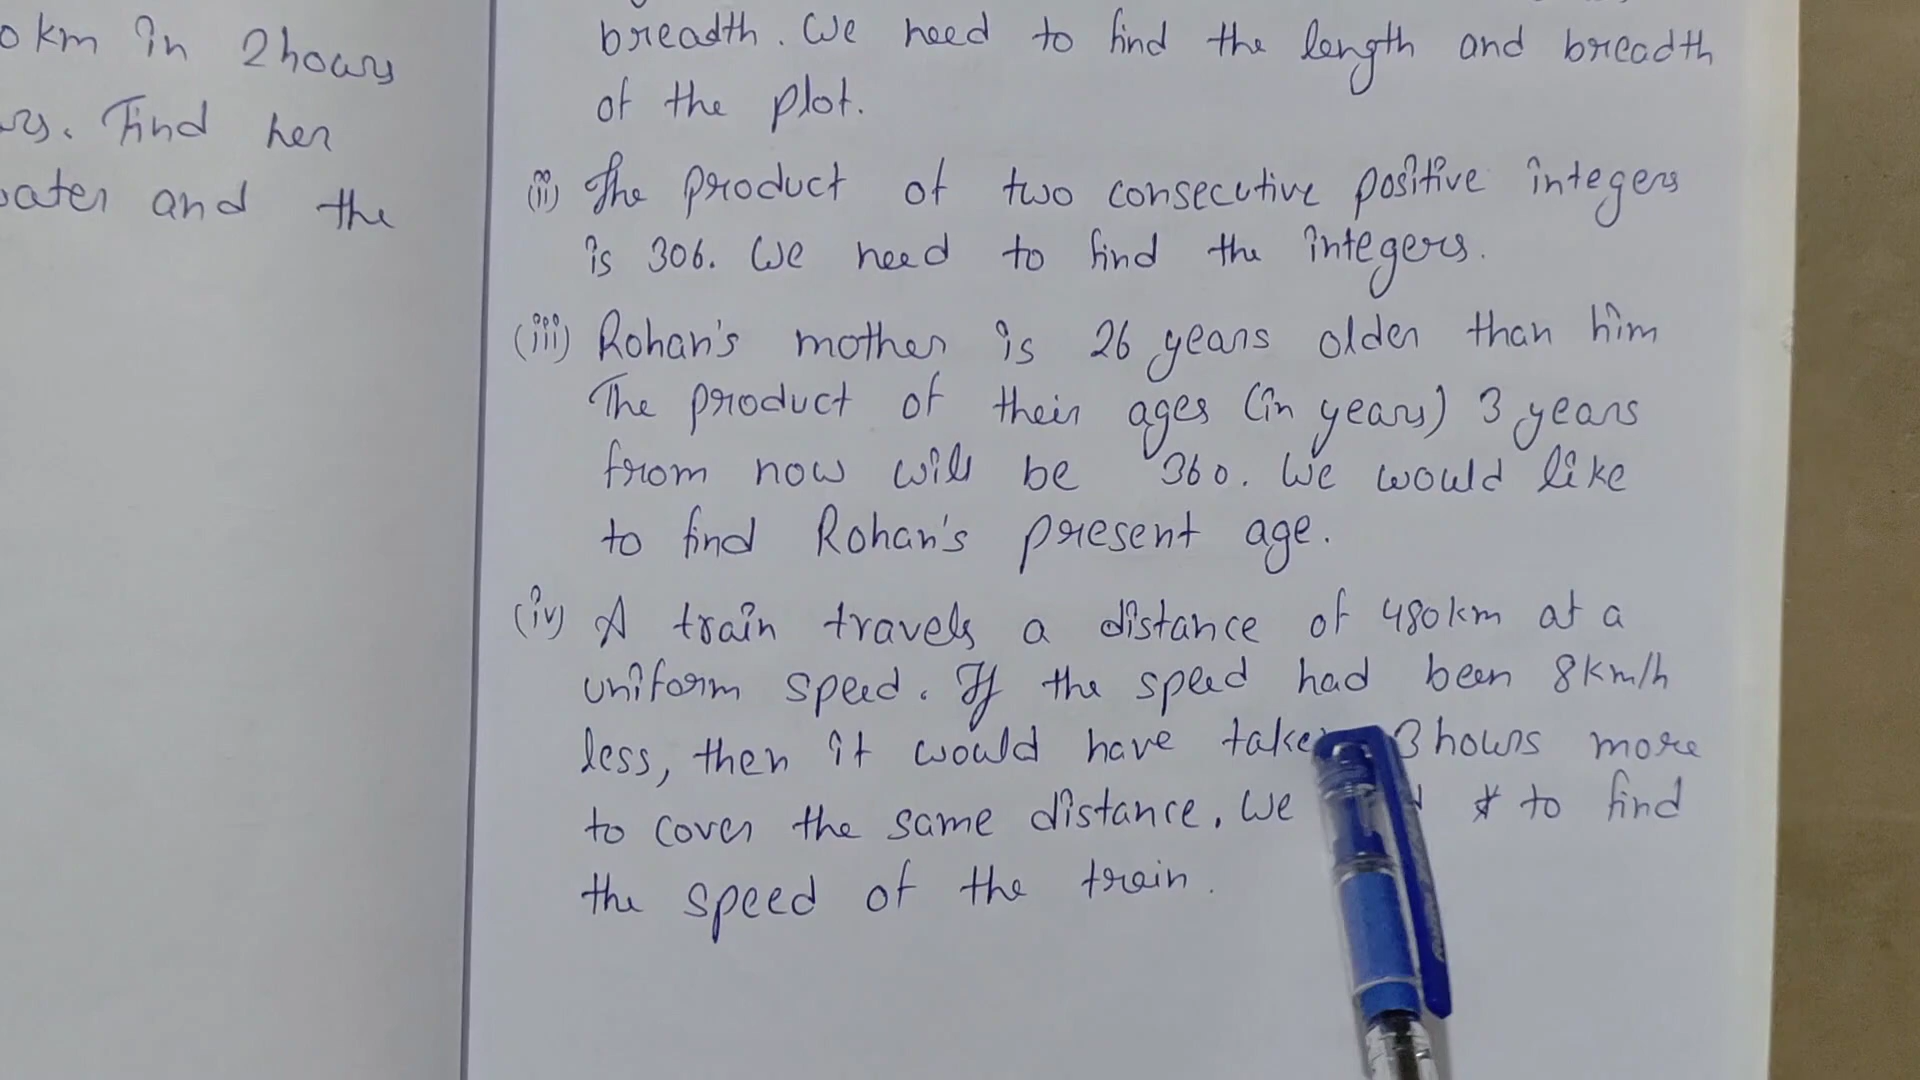 0 km in 2 hours
rs. Find her
water and the
breadth. We need to find the length and breadth
of the plot.
(ii) The product of two consecutive positive integers
is 306. We need to find the integers.
(iii) Rohan's mother is 26 years older than him
The product of their ages (in years) 3 years
from now will be 360. We would like
to find Rohan's present age.
(iv) A train travels a distance of 480km at a
uniform speed. If the speed had been 8km/h
less, then it would have take 3 hours more
to cover the same distance. We to find
the speed of the train.